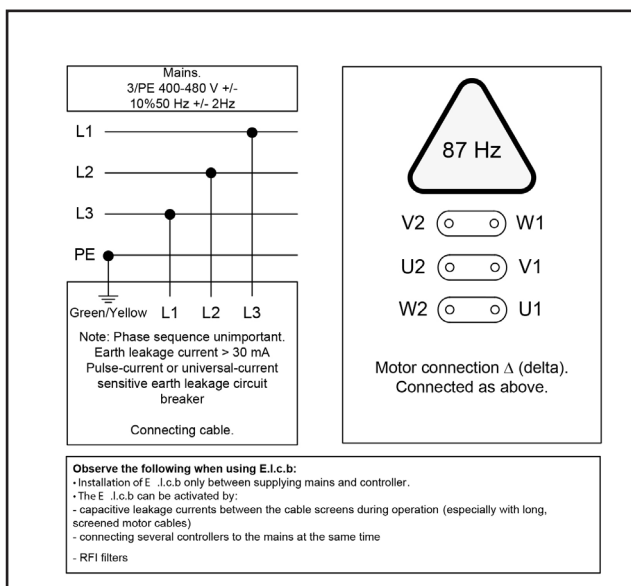 Mains.
3/PE 400-480 V +/-
10%50 Hz +/- 2Hz
L1
L2
L3
PE
Green/Yellow L1 L2 L3
Note: Phase sequence unimportant.
Earth leakage current > 30 mA
Pulse-current or universal-current
sensitive earth leakage circuit
breaker
Connecting cable.
87 Hz
V2 W1
U2 V1
W2 U1
Motor connection Δ (delta).
Connected as above.
Observe the following when using E.l.c.b:
• Installation of E .l.c.b only between supplying mains and controller.
• The E .l.c.b can be activated by:
- capacitive leakage currents between the cable screens during operation (especially with long,
screened motor cables)
- connecting several controllers to the mains at the same time
- RFI filters